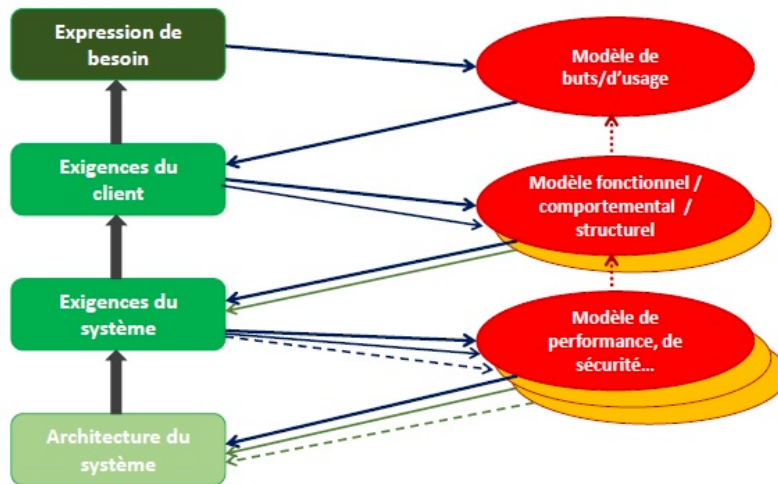 Expression de
besoin
Modèle de
buts/d'usage
Exigences du
client
Modèle fonctionnel /
comportemental /
structurel
Exigences du
système
Modèle de
performance, de
sécurité...
Architecture du
système